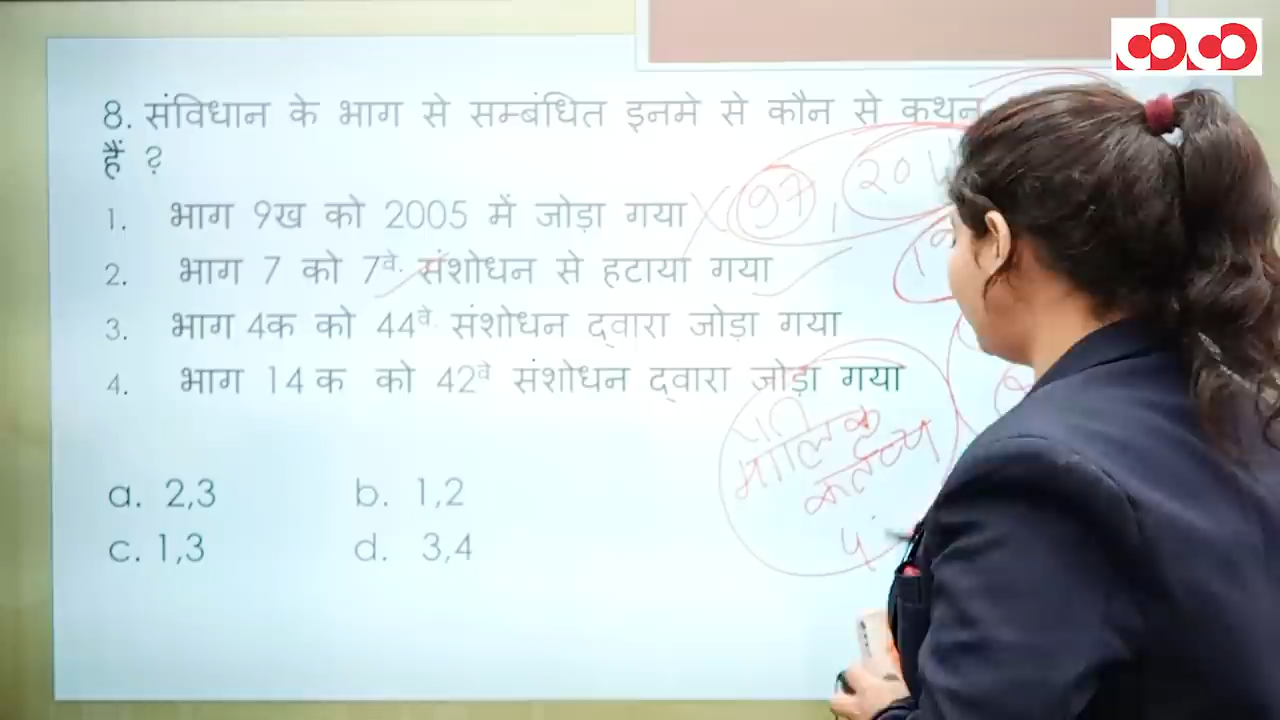 8. संविधान के भाग से सम्बंधित इनमे से कौन से कथन
हैं ?
1. भाग 9ख को 2005 में जोड़ा गया
2. भाग 7 को 7वे. संशोधन से हटाया गया
3. भाग 4क को 44वे. संशोधन द्वारा जोड़ा गया
4. भाग 14 क को 42वे संशोधन द्वारा जोड़ा गया
a. 2,3 b. 1,2
c. 1,3 d. 3,4
97, 20
मौलिक
कर्तव्य